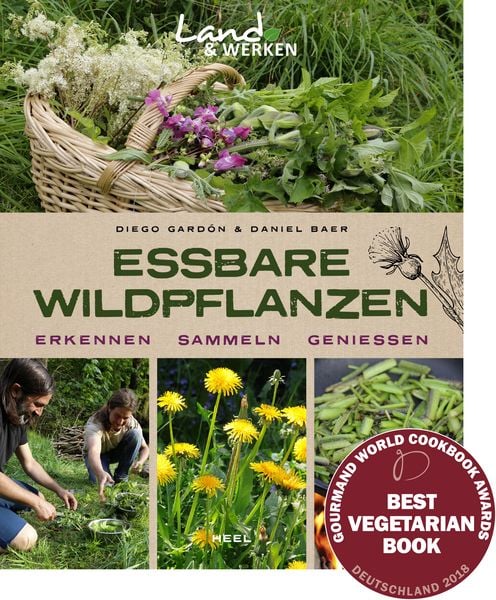 Land
& WERKEN
DIEGO GARDÓN & DANIEL BAER
ESSBARE
WILDPFLANZEN
ERKENNEN SAMMELN GENIESSEN
HEEL
GOURMAND WORLD COOKBOOK AWARDS
BEST
VEGETARIAN
BOOK
DEUTSCHLAND 2018